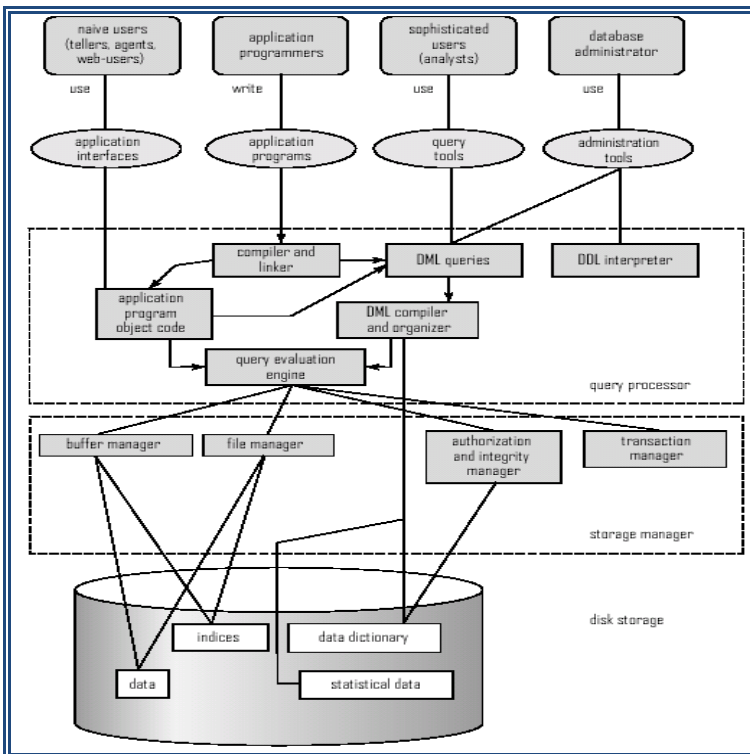 naive users
(tellers, agents,
web-users)
application
programmers
sophisticated
users
(analysts)
database
administrator
use
write
use
use
application
interfaces
application
programs
query
tools
administration
tools
compiler and
linker
DML queries
DDL interpreter
application
program
object code
DML compiler
and organizer
query evaluation
engine
query processor
buffer manager
file manager
authorization
and integrity
manager
transaction
manager
storage manager
disk storage
indices
data dictionary
data
statistical data